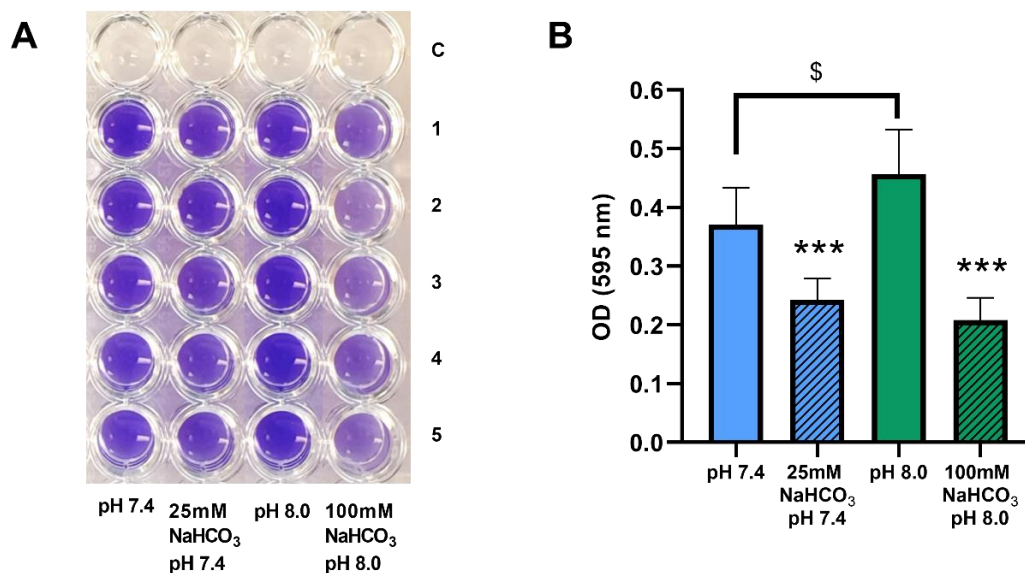 A
C
1
2
3
4
5
pH 7.4
25mM
NaHCO₃
pH 7.4
pH 8.0
100mM
NaHCO₃
pH 8.0
B
$
0.6
0.5
0.4
0.3
0.2
0.1
0.0
OD (595 nm)
***
***
pH 7.4
25mM
NaHCO₃
pH 7.4
pH 8.0
100mM
NaHCO₃
pH 8.0